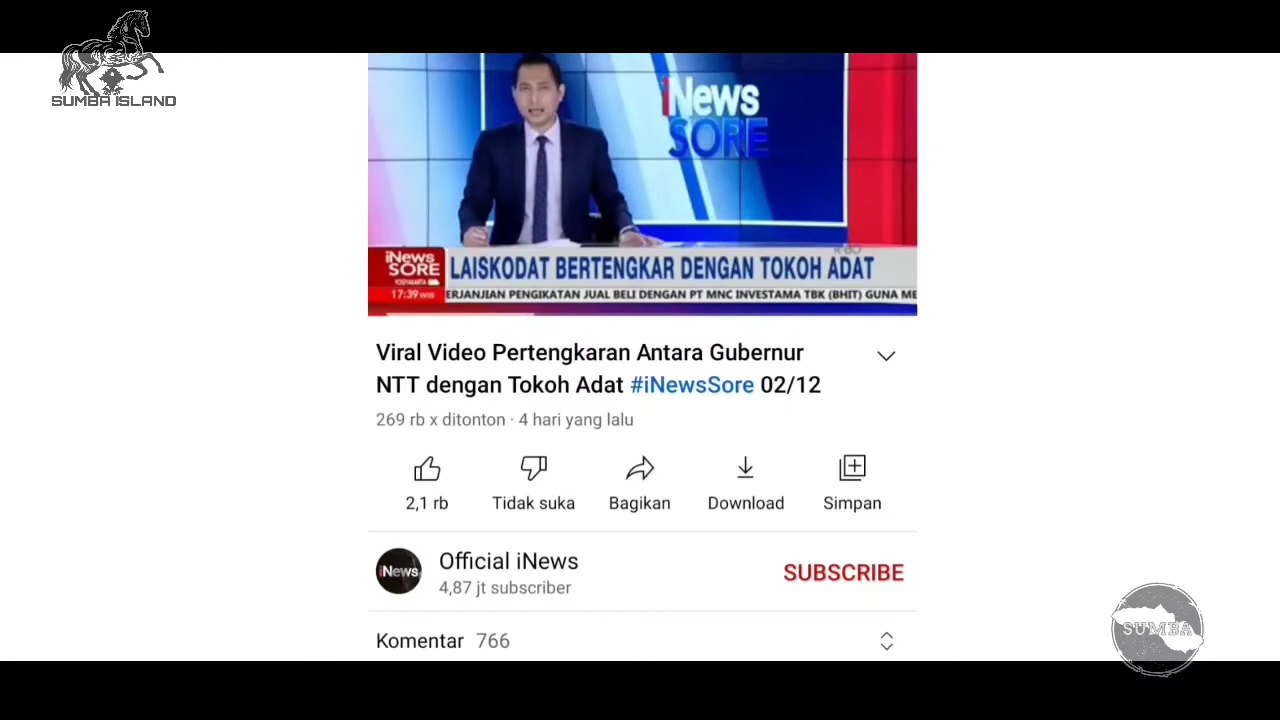 SUMBA ISLAND
iNews
SORE
iNews
SORE
YOGYAKARTA
17:39 WIB
LAISKODAT BERTENGKAR DENGAN TOKOH ADAT
ERJANJIAN PENGIKATAN JUAL BELI DENGAN PT MNC INVESTAMA TBK (BHIT) GUNA ME
Viral Video Pertengkaran Antara Gubernur
NTT dengan Tokoh Adat #iNewsSore 02/12
269 rb x ditonton · 4 hari yang lalu
2,1 rb
Tidak suka
Bagikan
Download
Simpan
iNews
Official iNews
4,87 jt subscriber
SUBSCRIBE
Komentar 766
SUMBA